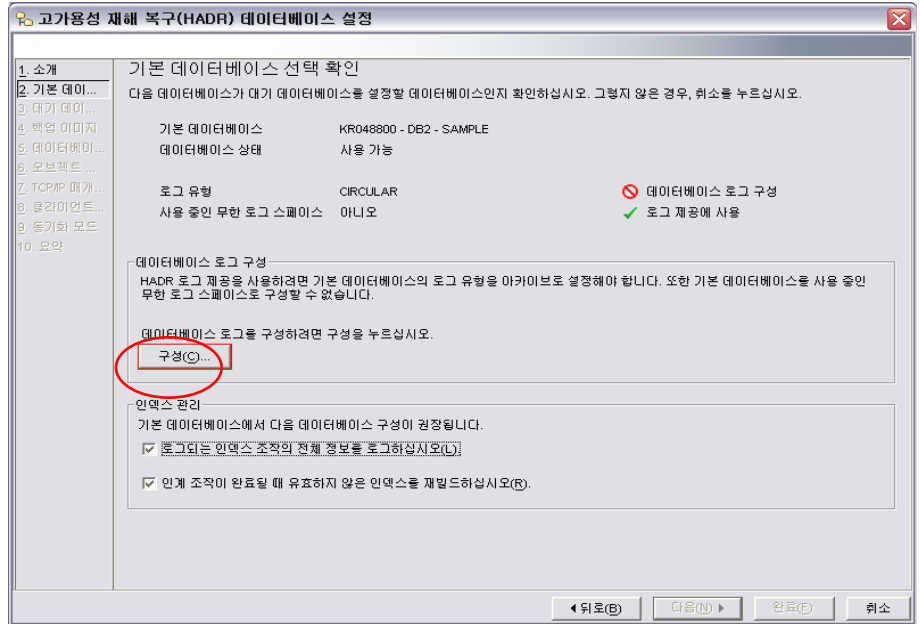 고가용성 재해 복구(HADR) 데이터베이스 설정
1. 소개
2. 기본 데이...
3. 대기 데이...
4. 백업 이미지
5. 데이터베이...
6. 오브젝트 ...
7. TCP/IP 매개...
8. 클라이언트...
9. 동기화 모드
10. 요약
기본 데이터베이스 선택 확인
다음 데이터베이스가 대기 데이터베이스를 설정할 데이터베이스인지 확인하십시오. 그렇지 않은 경우, 취소를 누르십시오.
기본 데이터베이스 KR048800 - DB2 - SAMPLE
데이터베이스 상태 사용 가능
로그 유형 CIRCULAR 데이터베이스 로그 구성
사용 중인 무한 로그 스페이스 아니오 로그 제공에 사용
데이터베이스 로그 구성
HADR 로그 제공을 사용하려면 기본 데이터베이스의 로그 유형을 아카이브로 설정해야 합니다. 또한 기본 데이터베이스를 사용 중인
무한 로그 스페이스로 구성할 수 없습니다.
데이터베이스 로그를 구성하려면 구성을 누르십시오.
구성(C)...
인덱스 관리
기본 데이터베이스에서 다음 데이터베이스 구성이 권장됩니다.
로그되는 인덱스 조작의 전체 정보를 로그하십시오(L).
인계 조작이 완료될 때 유효하지 않은 인덱스를 재빌드하십시오(R).
뒤로(B) 다음(N) 완료(F) 취소